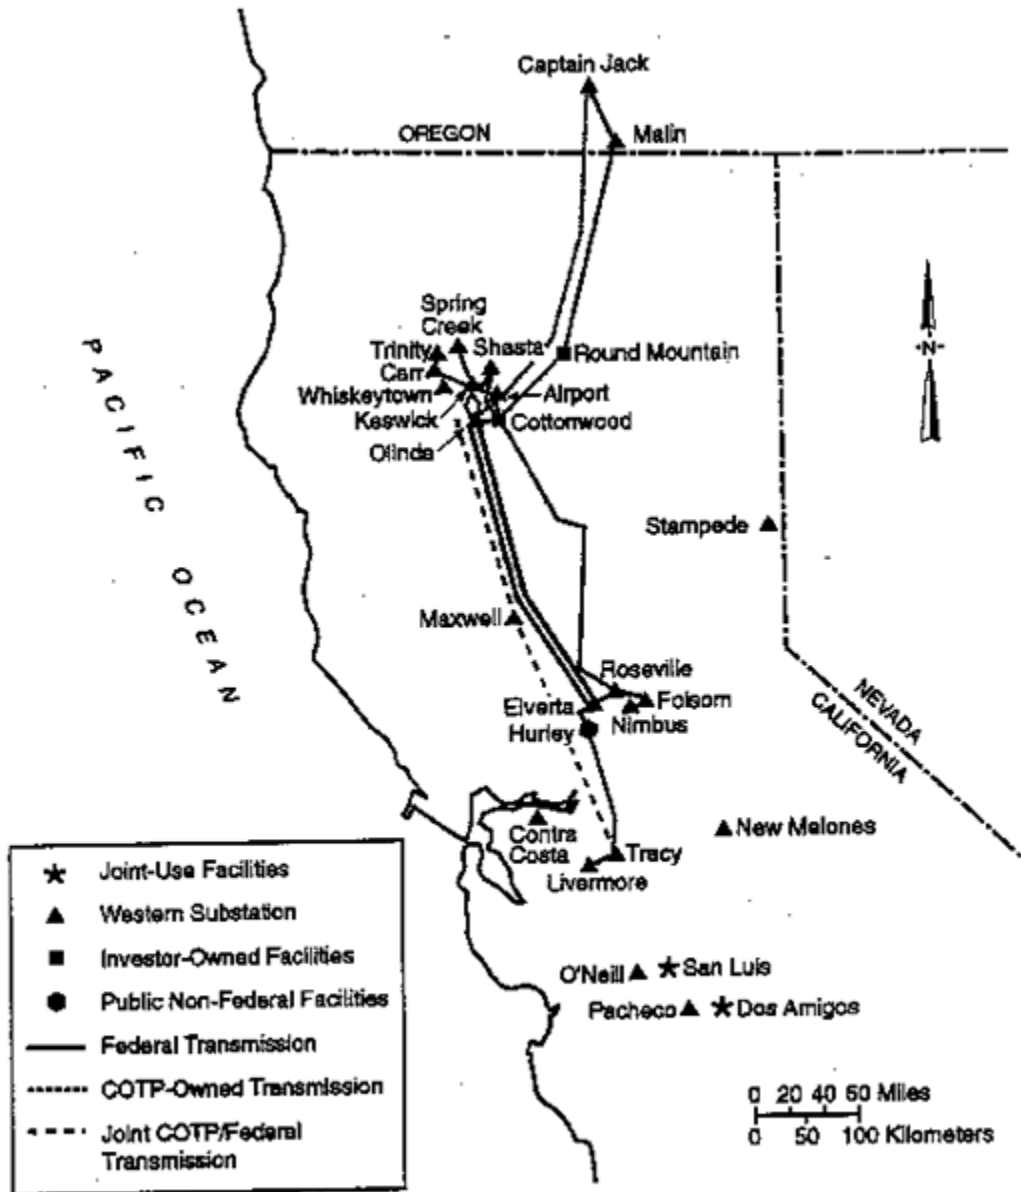 Captain Jack
OREGON
Malin
Spring
Creek
Trinity
Shasta
Round Mountain
Carr
Whiskeytown
Airport
Keswick
Cottonwood
Olinda
N
PACIFIC OCEAN
Stampede
Maxwell
Roseville
Elverta
Folsom
Hurley
Nimbus
NEVADA
CALIFORNIA
Contra
Costa
New Melones
Tracy
Livermore
O'Neill
San Luis
Pacheco
Dos Amigos
Joint-Use Facilities
Western Substation
Investor-Owned Facilities
Public Non-Federal Facilities
Federal Transmission
COTP-Owned Transmission
Joint COTP/Federal
Transmission
0 20 40 50 Miles
0 50 100 Kilometers